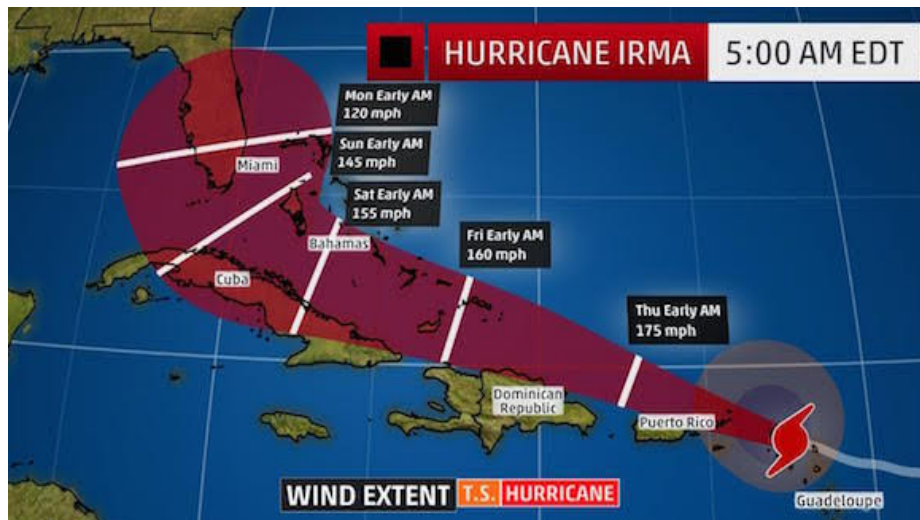 HURRICANE IRMA
5:00 AM EDT
Mon Early AM
120 mph
Sun Early AM
145 mph
Miami
Sat Early AM
155 mph
Bahamas
Fri Early AM
160 mph
Cuba
Thu Early AM
175 mph
Dominican
Republic
Puerto Rico
WIND EXTENT T.S. HURRICANE
Guadeloupe